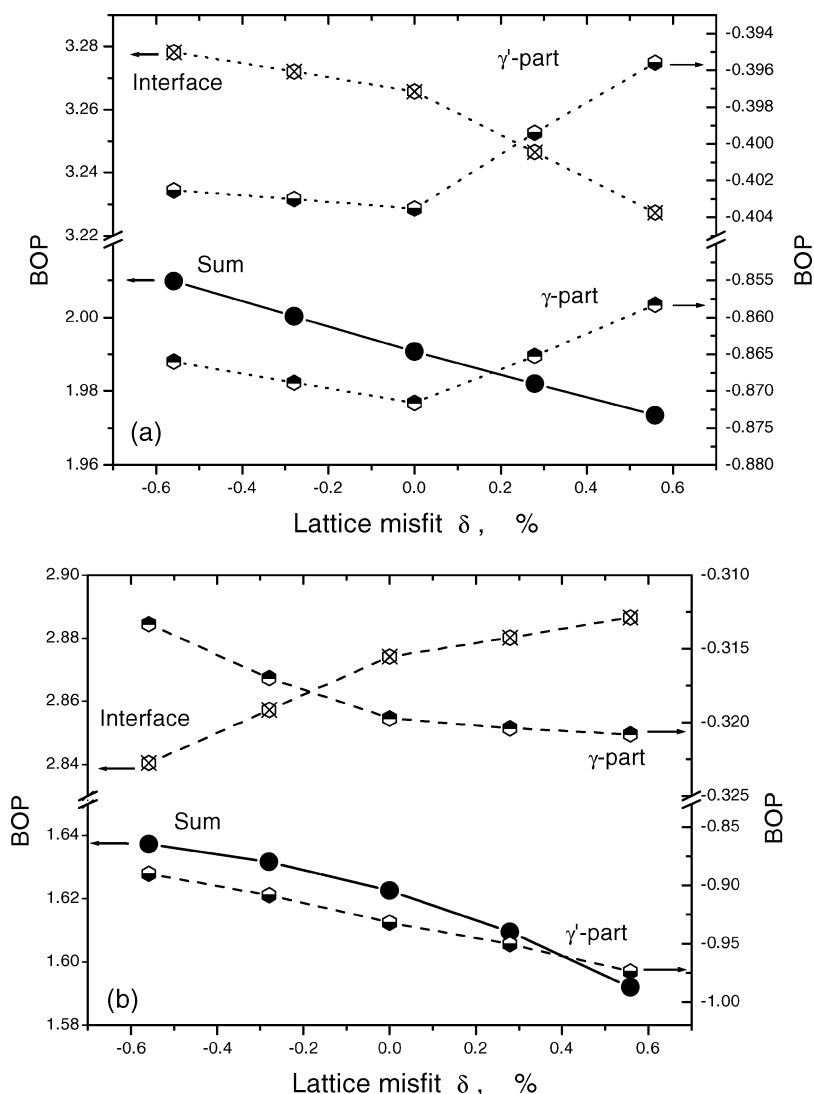 3.28
3.26
3.24
3.22
2.00
1.98
1.96
BOP
-0.394
-0.396
-0.398
-0.400
-0.402
-0.404
-0.855
-0.860
-0.865
-0.870
-0.875
-0.880
BOP
Interface
γ'-part
Sum
γ-part
(a)
-0.6 -0.4 -0.2 0.0 0.2 0.4 0.6
Lattice misfit δ , %
2.90
2.88
2.86
2.84
1.64
1.62
1.60
1.58
BOP
-0.310
-0.315
-0.320
-0.325
-0.85
-0.90
-0.95
-1.00
BOP
Interface
γ-part
Sum
γ'-part
(b)
-0.6 -0.4 -0.2 0.0 0.2 0.4 0.6
Lattice misfit δ , %